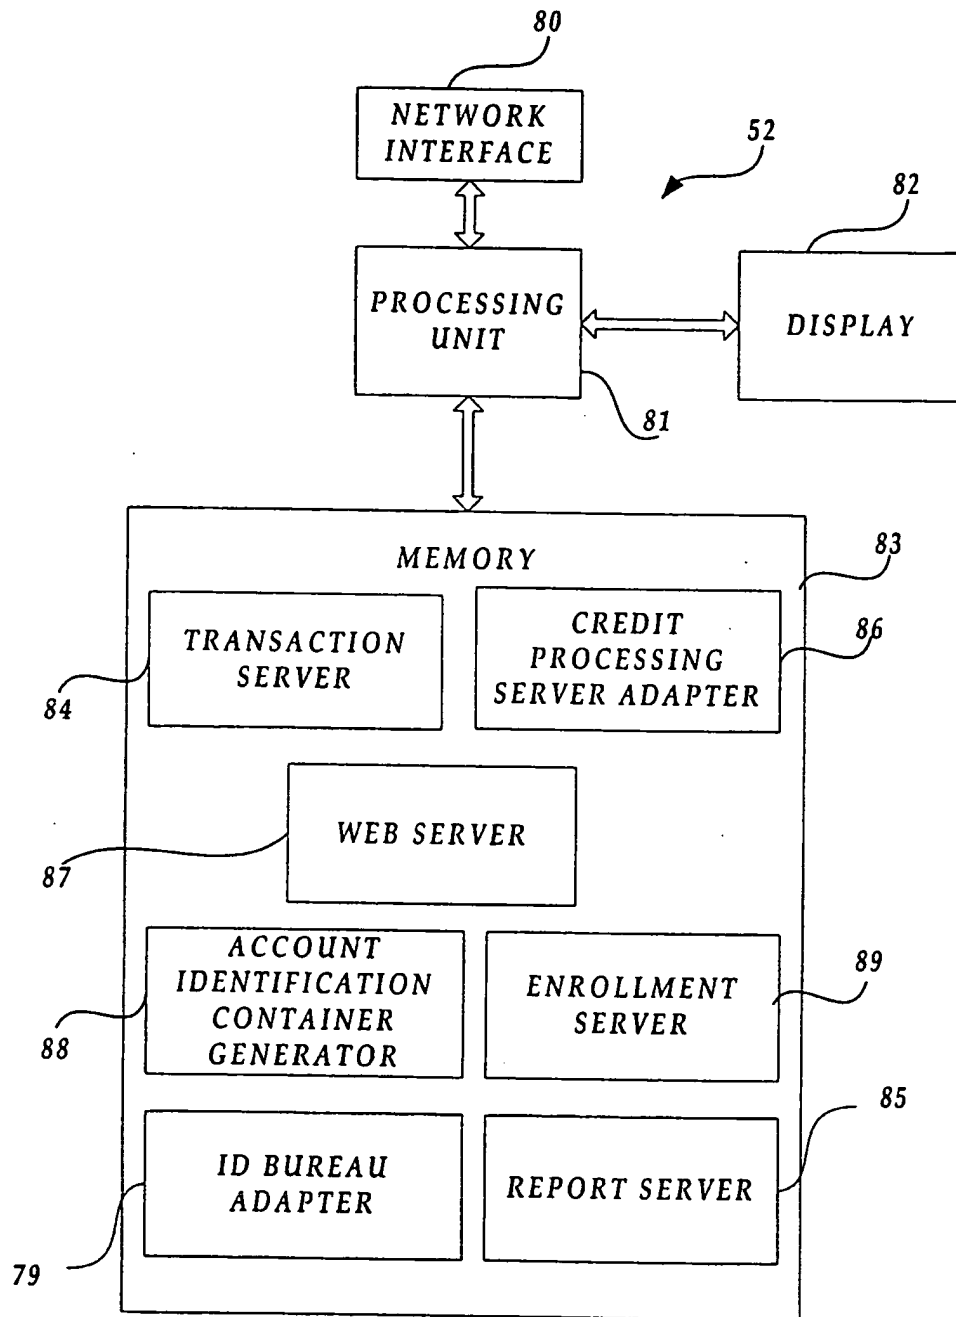 80
NETWORK
INTERFACE
52
82
PROCESSING
UNIT
DISPLAY
81
MEMORY
83
TRANSACTION
SERVER
84
CREDIT
PROCESSING
SERVER ADAPTER
86
WEB SERVER
87
ACCOUNT
IDENTIFICATION
CONTAINER
GENERATOR
88
ENROLLMENT
SERVER
89
ID BUREAU
ADAPTER
79
REPORT SERVER
85